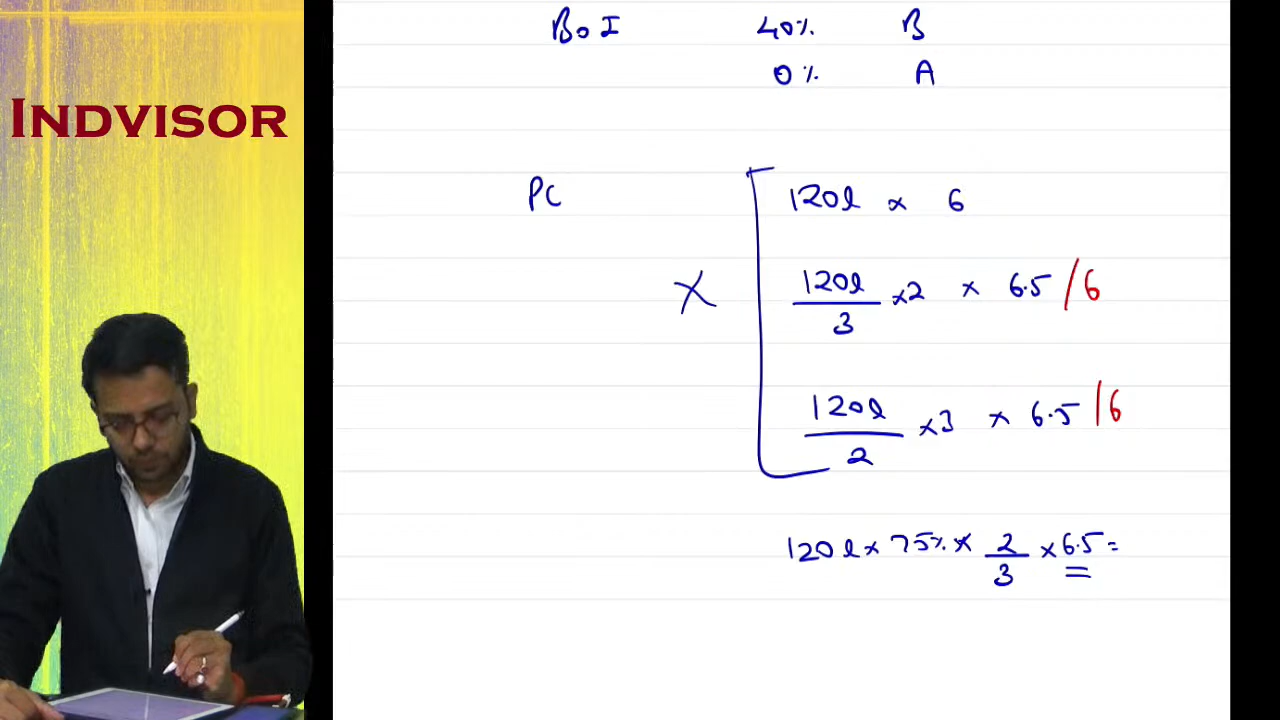 INDVISOR
BoI 40% B
0% A
PC
120l × 6
X 120l/3 ×2 × 6.5 /6
120l/2 ×3 × 6.5 /6
120l × 75% × 2/3 × 6.5 =